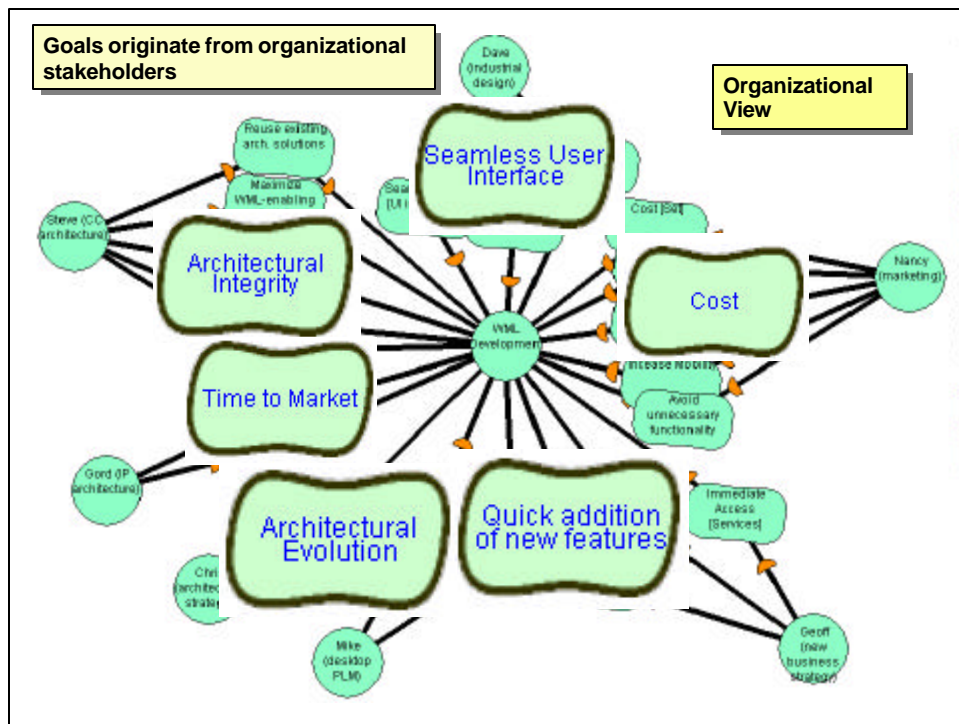 Goals originate from organizational
stakeholders
Organizational
View
Dave
(industrial
design)
Reuse existing
arch. solutions
Maximize
WML-enabling
Seamless User
Interface
[UI i
Cost [Set]
Steve (CC
architecture)
Architectural
Integrity
Nancy
(marketing)
Cost
WML
Development
Increase Mobility
Time to Market
Avoid
unnecessary
functionality
Gord (IP
architecture)
Immediate
Access
[Services]
Architectural
Evolution
Quick addition
of new features
Mike
(desktop
PLM)
Geoff
(new
business
strategy)